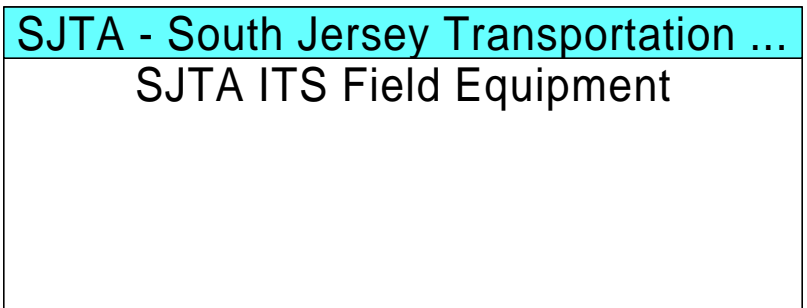 SJTA - South Jersey Transportation ...
SJTA ITS Field Equipment